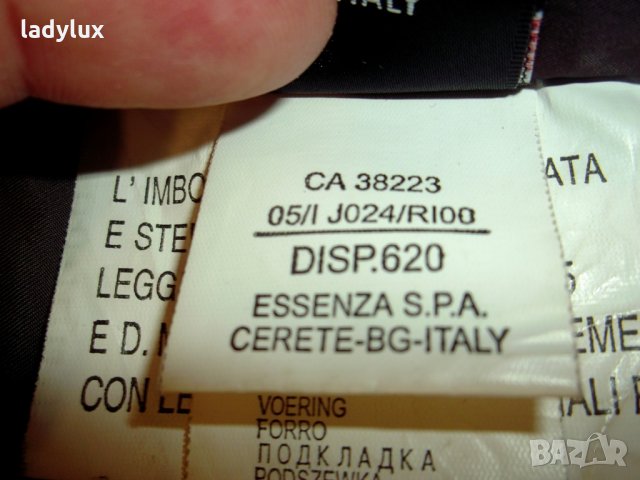 ladylux
ITALY
CA 38223
05/I J024/RI00
DISP.620
ESSENZA S.P.A.
CERETE-BG-ITALY
L' IMBO
ATA
E STE
LEGG
E D.
EME
CON LE
ALI
VOERING
FORRO
ПОДКЛАДКА
PODSZEWKA
BAZAR